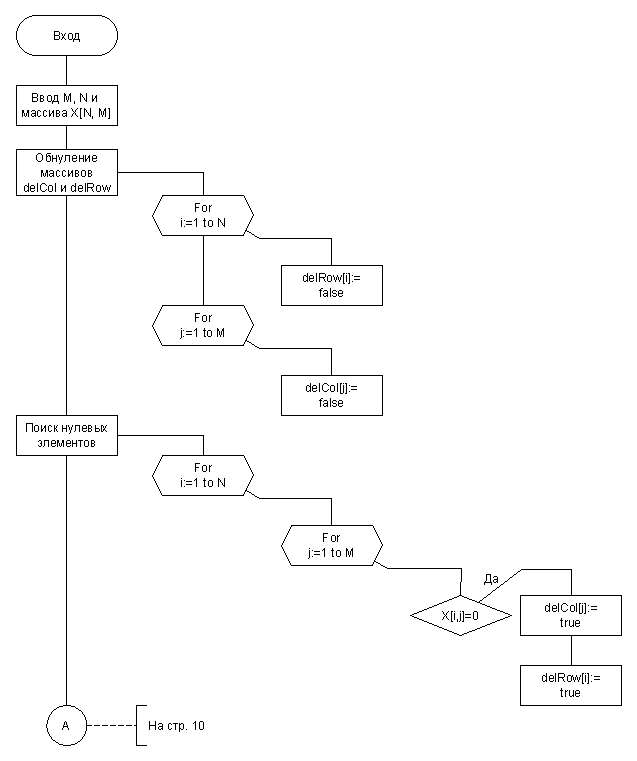 Вход
Ввод M, N и
массива X[N, M]
Обнуление
массивов
delCol и delRow
For
i:=1 to N
delRow[i]:=
false
For
j:=1 to M
delCol[j]:=
false
Поиск нулевых
элементов
For
i:=1 to N
For
j:=1 to M
X[i,j]=0
Да
delCol[j]:=
true
delRow[i]:=
true
A
На стр. 10